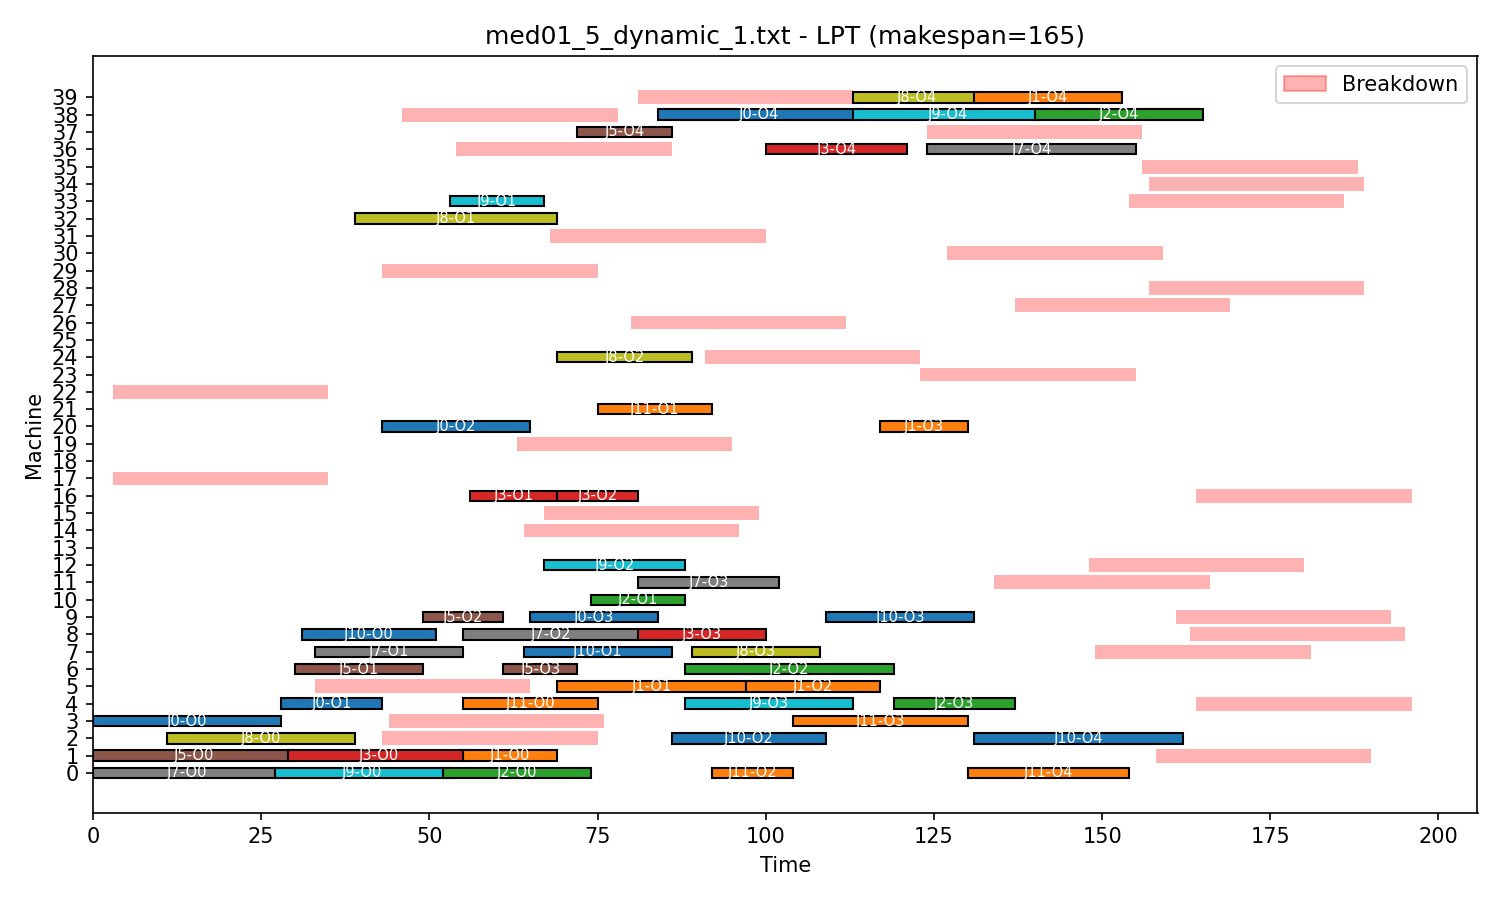 med01_5_dynamic_1.txt - LPT (makespan=165)
Breakdown
39 J8-O4 J1-O4
38 J0-O4 J9-O4 J2-O4
37 J5-O4
36 J3-O4 J7-O4
35
34
33 J9-O1
32 J8-O1
31
30
29
28
27
26
25
24 J8-O2
23
22
21 J11-O1
20 J0-O2 J1-O3
19
18
17
16 J3-O1 J3-O2
15
14
13
12 J9-O2
11 J7-O3
10 J2-O1
9 J5-O2 J0-O3 J10-O3
8 J10-O0 J7-O2 J3-O3
7 J7-O1 J10-O1 J8-O3
6 J5-O1 J5-O3 J2-O2
5 J1-O1 J1-O2
4 J0-O1 J11-O0 J9-O3 J2-O3
3 J0-O0 J11-O3
2 J8-O0 J10-O2 J10-O4
1 J5-O0 J3-O0 J1-O0
0 J7-O0 J9-O0 J2-O0 J11-O2 J11-O4
Machine
0 25 50 75 100 125 150 175 200
Time